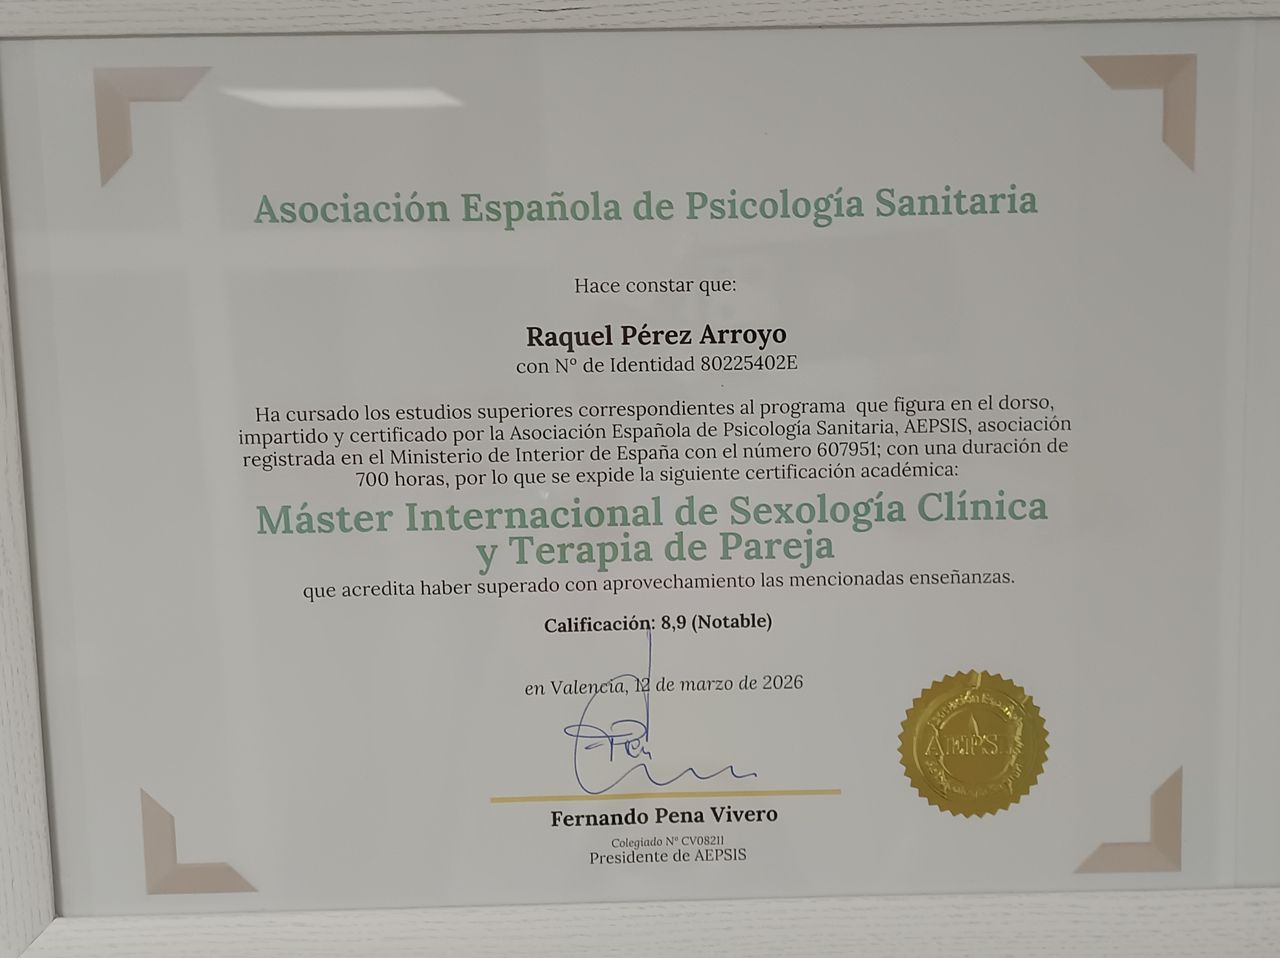 Asociación Española de Psicología Sanitaria
Hace constar que:
Raquel Pérez Arroyo
con Nº de Identidad 80225402E
Ha cursado los estudios superiores correspondientes al programa que figura en el dorso,
impartido y certificado por la Asociación Española de Psicología Sanitaria, AEPSIS, asociación
registrada en el Ministerio de Interior de España con el número 607951; con una duración de
700 horas, por lo que se expide la siguiente certificación académica:
Máster Internacional de Sexología Clínica
y Terapia de Pareja
que acredita haber superado con aprovechamiento las mencionadas enseñanzas.
Calificación: 8,9 (Notable)
en Valencia, 12 de marzo de 2026
Fernando Pena Vivero
Colegiado Nº CV08211
Presidente de AEPSIS